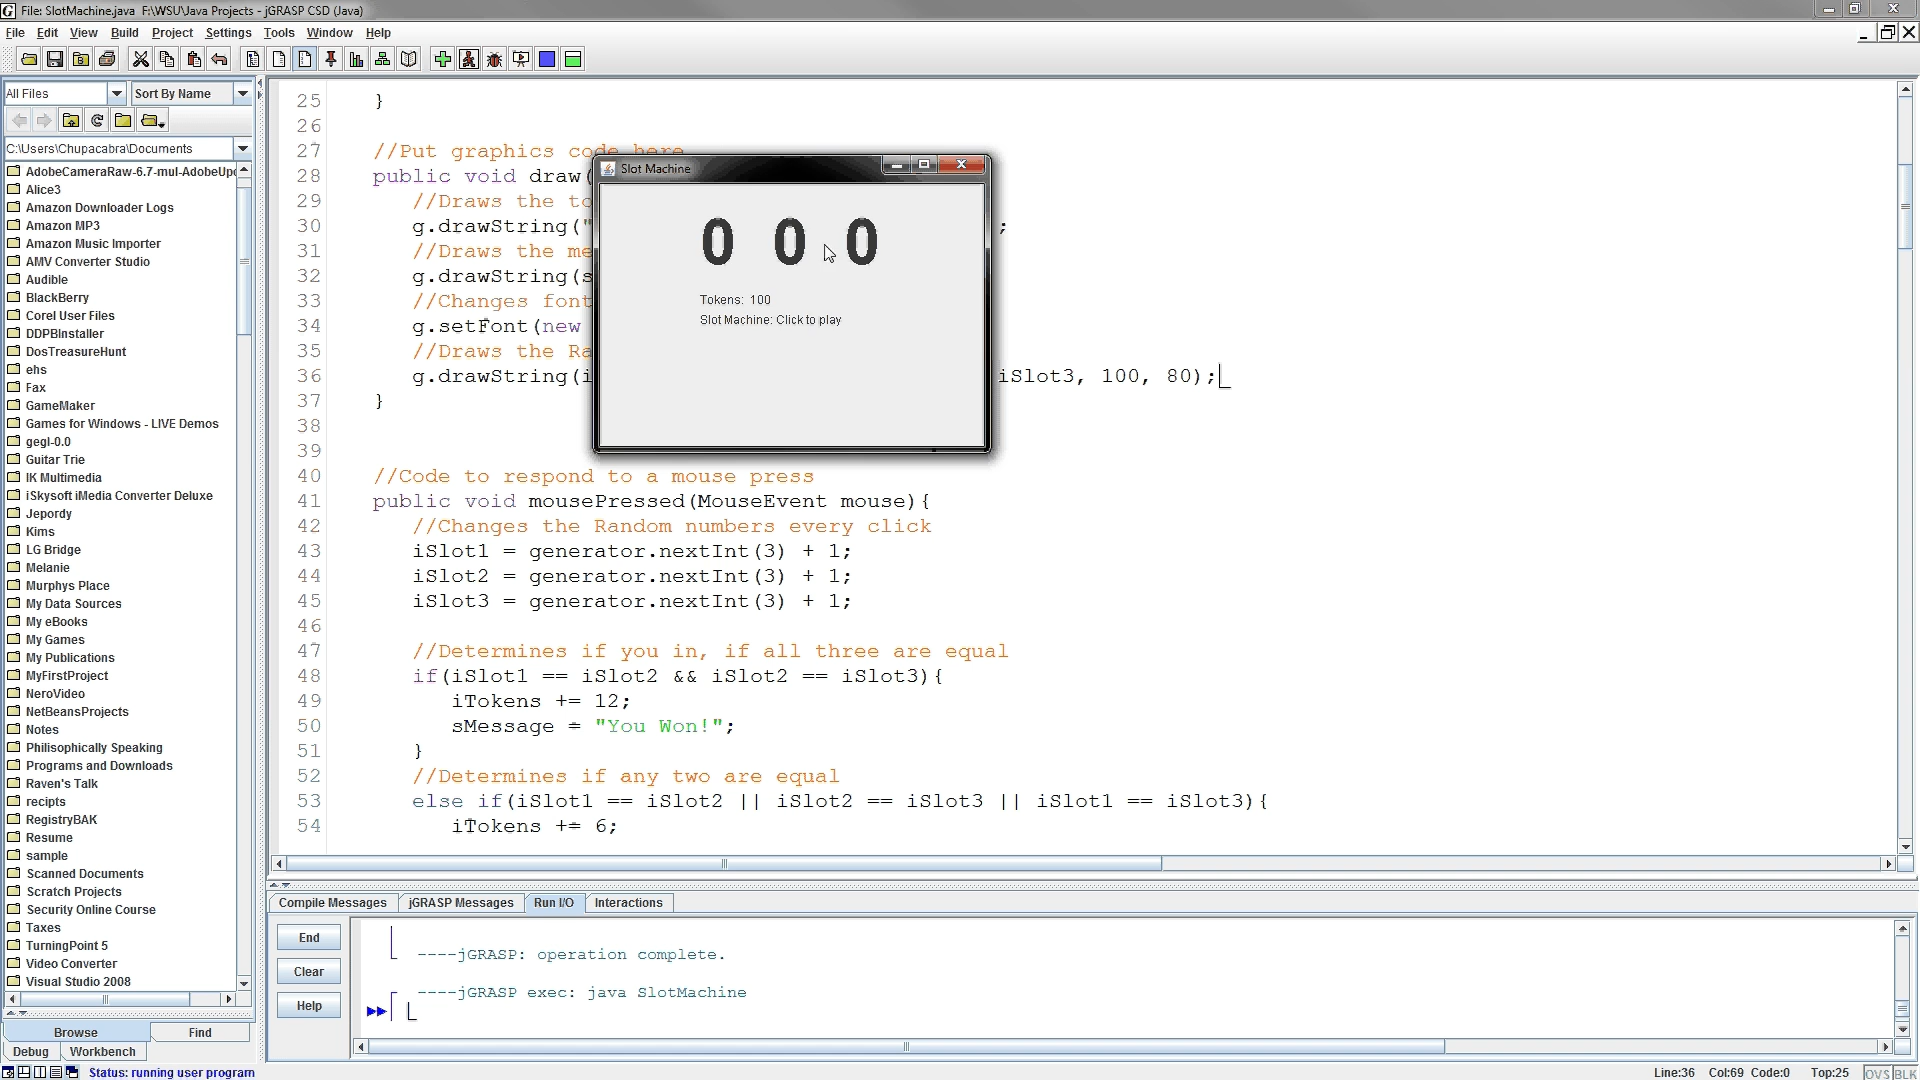 File: SlotMachine.java  F:\WSU\Java Projects - jGRASP CSD (Java)
File Edit View Build Project Settings Tools Window Help
All Files
Sort By Name
C:\Users\Chupacabra\Documents
AdobeCameraRaw-6.7-mul-AdobeUp
Alice3
Amazon Downloader Logs
Amazon MP3
Amazon Music Importer
AMV Converter Studio
Audible
BlackBerry
Corel User Files
DDPBInstaller
DosTreasureHunt
ehs
Fax
GameMaker
Games for Windows - LIVE Demos
gegl-0.0
Guitar Trie
IK Multimedia
iSkysoft iMedia Converter Deluxe
Jepordy
Kims
LG Bridge
Melanie
Murphys Place
My Data Sources
My eBooks
My Games
My Publications
MyFirstProject
NeroVideo
NetBeansProjects
Notes
Philisophically Speaking
Programs and Downloads
Raven's Talk
recipts
RegistryBAK
Resume
sample
Scanned Documents
Scratch Projects
Security Online Course
Taxes
TurningPoint 5
Video Converter
Visual Studio 2008
Browse
Find
Debug
Workbench
25 }
26
27 //Put graphics code here
28 public void draw(
29 //Draws the to
30 g.drawString(" ;
31 //Draws the me
32 g.drawString(s
33 //Changes font
34 g.setFont(new
35 //Draws the Ra
36 g.drawString(i iSlot3, 100, 80);
37 }
38
39
40 //Code to respond to a mouse press
41 public void mousePressed(MouseEvent mouse){
42 //Changes the Random numbers every click
43 iSlot1 = generator.nextInt(3) + 1;
44 iSlot2 = generator.nextInt(3) + 1;
45 iSlot3 = generator.nextInt(3) + 1;
46
47 //Determines if you in, if all three are equal
48 if(iSlot1 == iSlot2 && iSlot2 == iSlot3){
49 iTokens += 12;
50 sMessage = "You Won!";
51 }
52 //Determines if any two are equal
53 else if(iSlot1 == iSlot2 || iSlot2 == iSlot3 || iSlot1 == iSlot3){
54 iTokens += 6;
Slot Machine
0 0 0
Tokens: 100
Slot Machine: Click to play
Compile Messages
jGRASP Messages
Run I/O
Interactions
End
Clear
Help
----jGRASP: operation complete.
----jGRASP exec: java SlotMachine
Status: running user program
Line:36 Col:69 Code:0 Top:25 OVS BLK